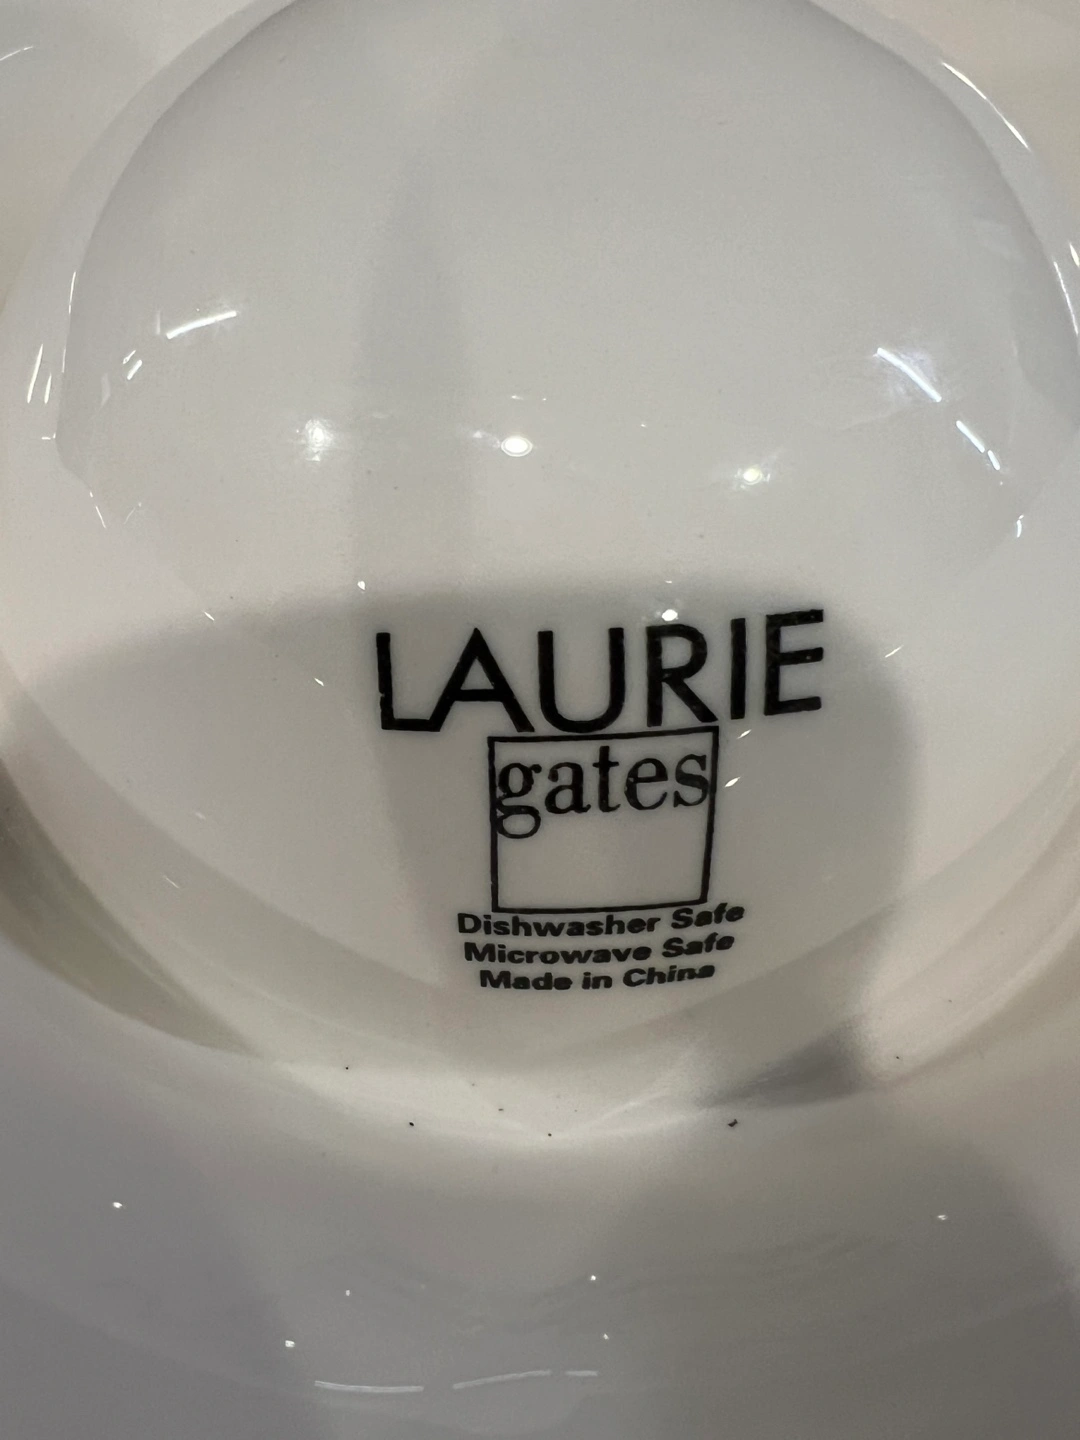 LAURIE
gates
Dishwasher Safe
Microwave Safe
Made in China